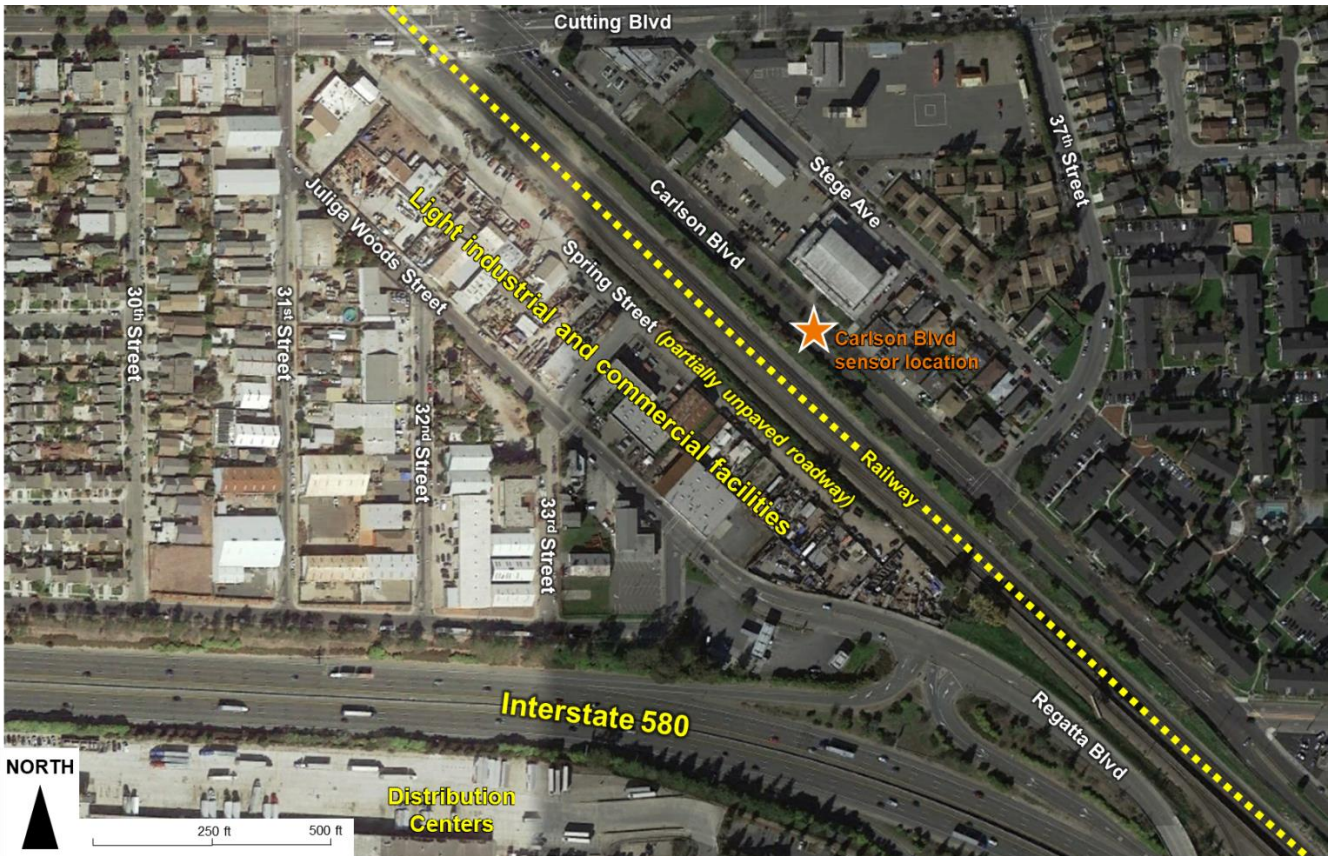 Cutting Blvd
37th Street
Stege Ave
Carlson Blvd
Juliga Woods Street
Light industrial and commercial facilities
Spring Street (partially unpaved roadway)
30th Street
31st Street
32nd Street
33rd Street
Carlson Blvd
sensor location
Railway
Interstate 580
Regatta Blvd
Distribution
Centers
NORTH
250 ft
500 ft